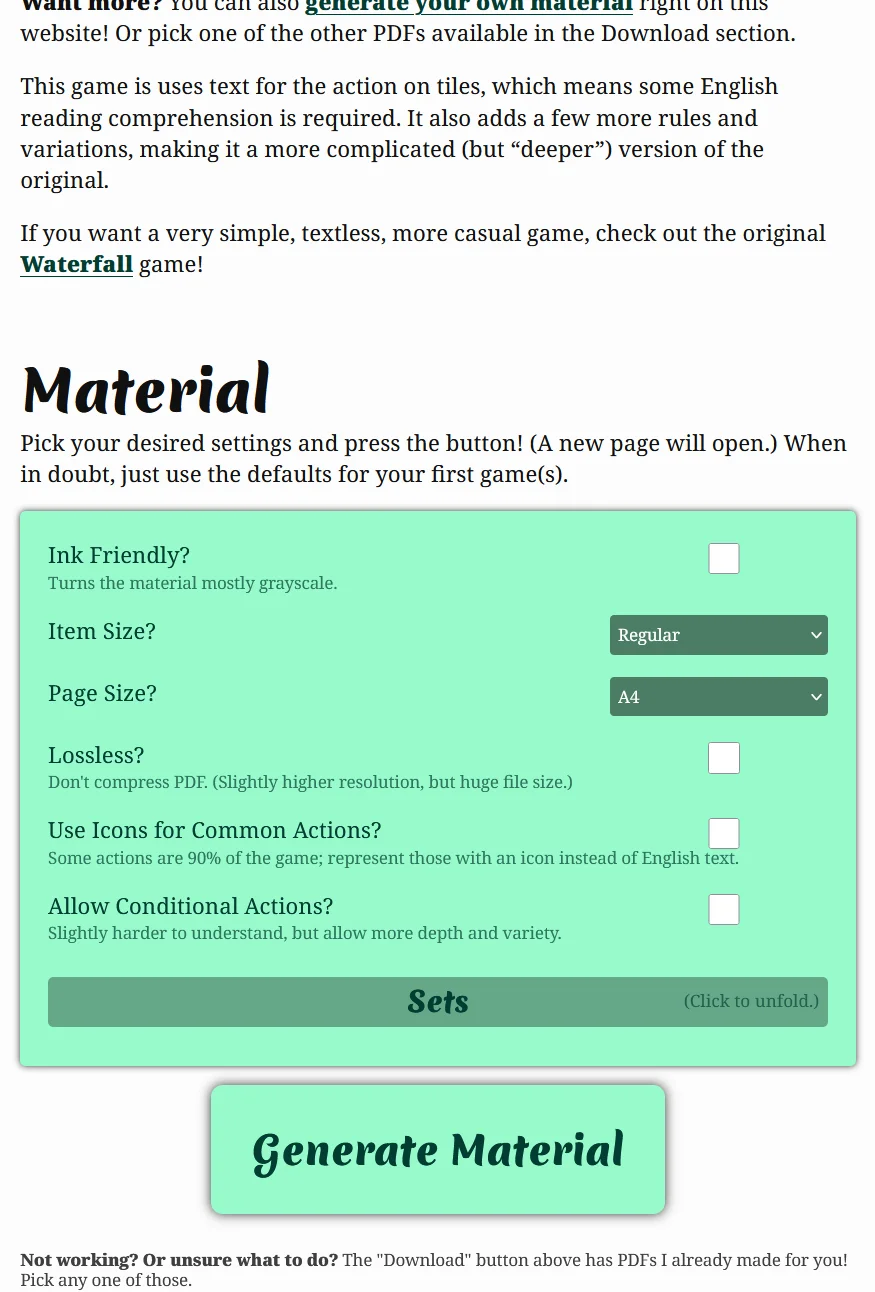 Want more? You can also generate your own material right on this
website! Or pick one of the other PDFs available in the Download section.
This game is uses text for the action on tiles, which means some English
reading comprehension is required. It also adds a few more rules and
variations, making it a more complicated (but “deeper”) version of the
original.
If you want a very simple, textless, more casual game, check out the original
Waterfall game!
Material
Pick your desired settings and press the button! (A new page will open.) When
in doubt, just use the defaults for your first game(s).
Ink Friendly?
Turns the material mostly grayscale.
Item Size?
Regular
Page Size?
A4
Lossless?
Don't compress PDF. (Slightly higher resolution, but huge file size.)
Use Icons for Common Actions?
Some actions are 90% of the game; represent those with an icon instead of English text.
Allow Conditional Actions?
Slightly harder to understand, but allow more depth and variety.
Sets (Click to unfold.)
Generate Material
Not working? Or unsure what to do? The "Download" button above has PDFs I already made for you!
Pick any one of those.